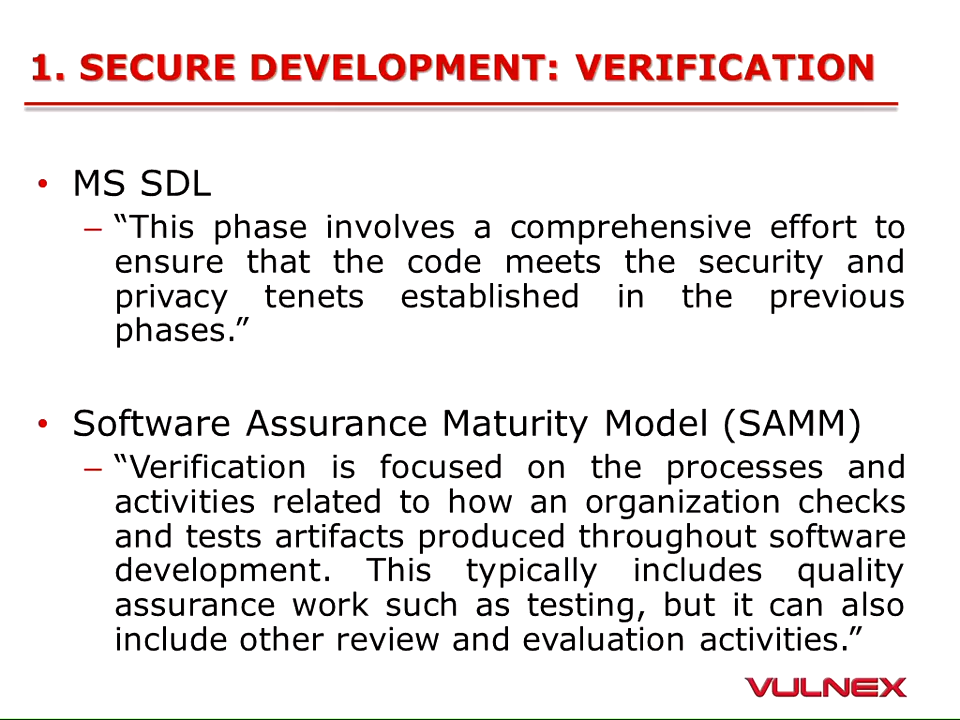 1. SECURE DEVELOPMENT: VERIFICATION
• MS SDL
– “This phase involves a comprehensive effort to
ensure that the code meets the security and
privacy tenets established in the previous
phases.”
• Software Assurance Maturity Model (SAMM)
– “Verification is focused on the processes and
activities related to how an organization checks
and tests artifacts produced throughout software
development. This typically includes quality
assurance work such as testing, but it can also
include other review and evaluation activities.”
VULNEX